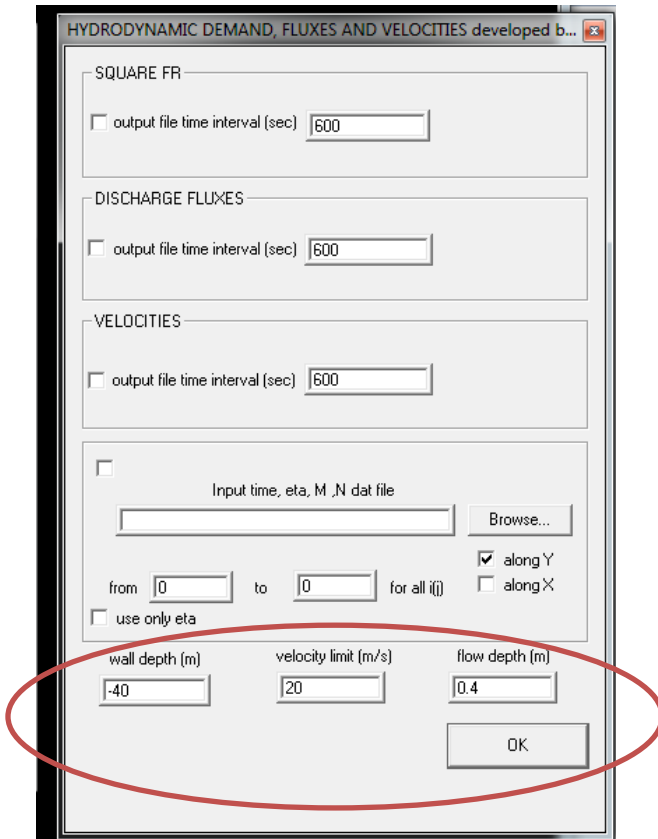 HYDRODYNAMIC DEMAND, FLUXES AND VELOCITIES developed b...
SQUARE FR
output file time interval (sec) 600
DISCHARGE FLUXES
output file time interval (sec) 600
VELOCITIES
output file time interval (sec) 600
Input time, eta, M ,N dat file
Browse...
along Y
from 0 to 0 for all i(j) along X
use only eta
wall depth (m) velocity limit (m/s) flow depth (m)
-40 20 0.4
OK